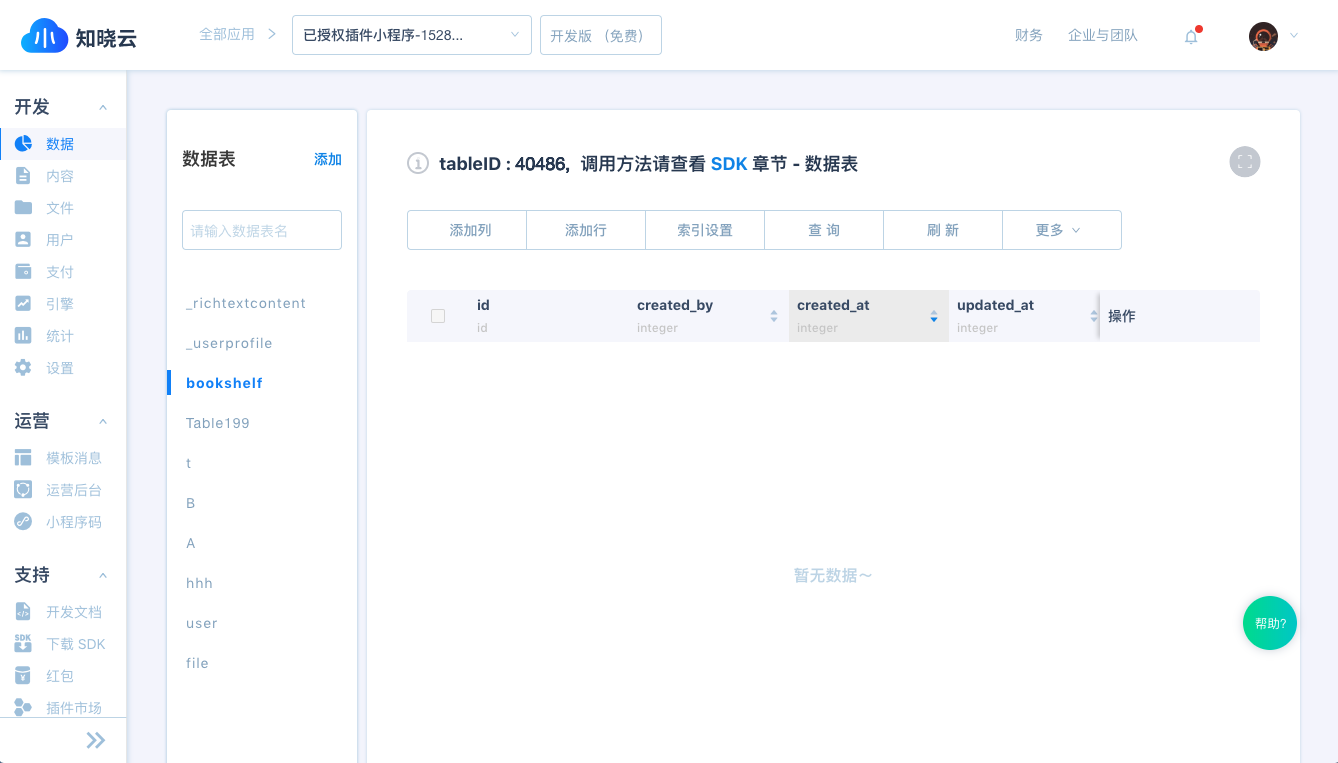 知晓云
全部应用
已授权插件小程序-1528...
开发版 （免费）
财务
企业与团队
开发
数据
内容
文件
用户
支付
引擎
统计
设置
运营
模板消息
运营后台
小程序码
支持
开发文档
SDK
下载 SDK
红包
插件市场
数据表
添加
请输入数据表名
_richtextcontent
_userprofile
bookshelf
Table199
t
B
A
hhh
user
file
1
tableID : 40486, 调用方法请查看 SDK 章节 - 数据表
添加列
添加行
索引设置
查 询
刷 新
更多
id
id
created_by
integer
created_at
integer
updated_at
integer
操作
暂无数据～
帮助?